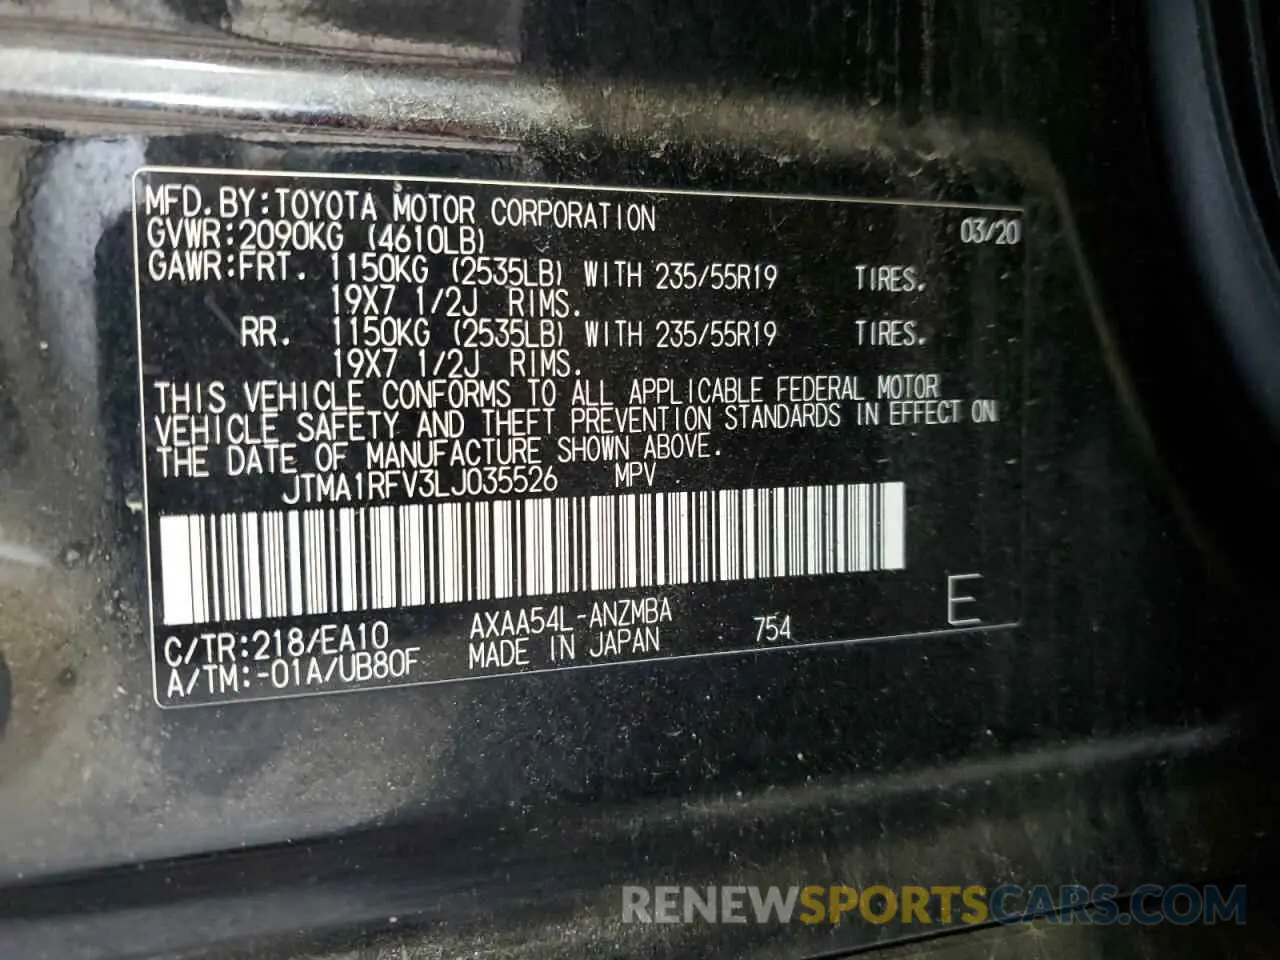 MFD. BY: TOYOTA MOTOR CORPORATION 03/20
GVWR: 2090KG (4610LB)
GAWR: FRT. 1150KG (2535LB) WITH 235/55R19 TIRES.
19X7 1/2J RIMS.
RR. 1150KG (2535LB) WITH 235/55R19 TIRES.
19X7 1/2J RIMS.
THIS VEHICLE CONFORMS TO ALL APPLICABLE FEDERAL MOTOR
VEHICLE SAFETY AND THEFT PREVENTION STANDARDS IN EFFECT ON
THE DATE OF MANUFACTURE SHOWN ABOVE.
JTMA1RFV3LJ035526 MPV
C/TR: 218/EA10 AXAA54L-ANZMBA 754 E
A/TM: -01A/UB80F MADE IN JAPAN
RENEWSPORTSCARS.COM